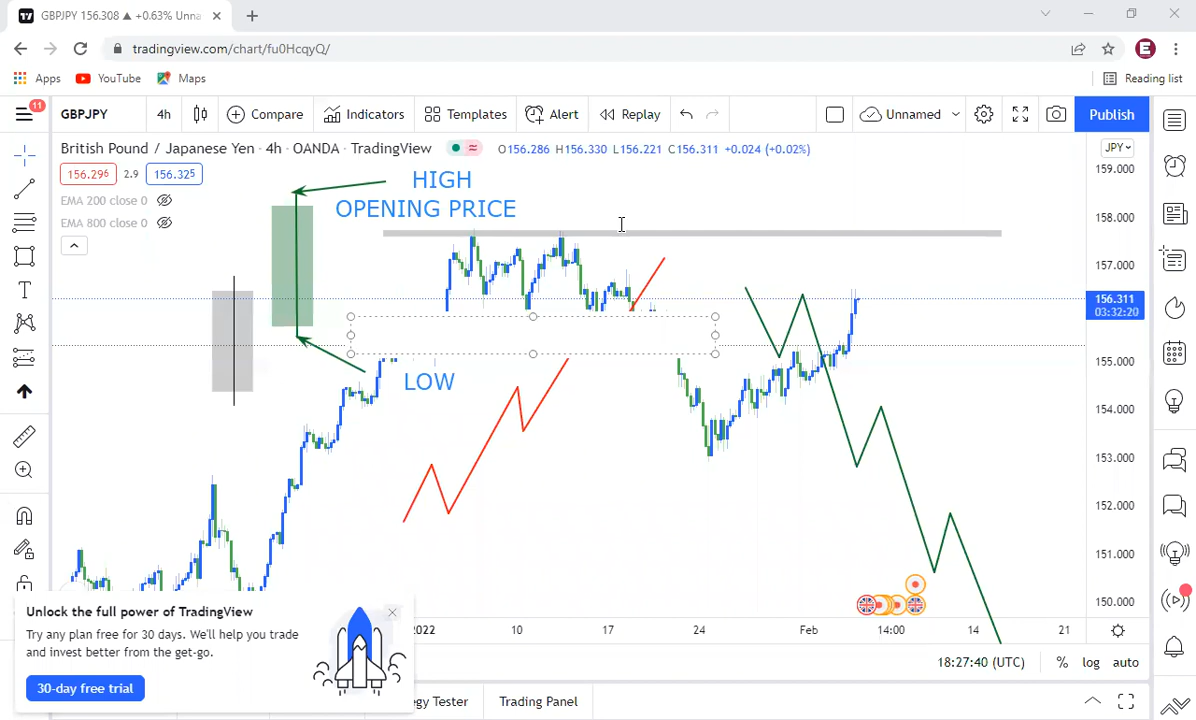 GBPJPY 156.308 ▲ +0.63% Unna
tradingview.com/chart/fu0HcqyQ/
E
Apps YouTube Maps Reading list
11
GBPJPY 4h Compare Indicators Templates Alert Replay Unnamed Publish
British Pound / Japanese Yen · 4h · OANDA · TradingView O156.286 H156.330 L156.221 C156.311 +0.024 (+0.02%) JPY
156.296 2.9 156.325
EMA 200 close 0
EMA 800 close 0
HIGH
OPENING PRICE
LOW
159.000
158.000
157.000
156.311
03:32:20
155.000
154.000
153.000
152.000
151.000
150.000
2022 10 17 24 Feb 14:00 14 21
18:27:40 (UTC) % log auto
Unlock the full power of TradingView
Try any plan free for 30 days. We'll help you trade
and invest better from the get-go.
30-day free trial
egy Tester Trading Panel